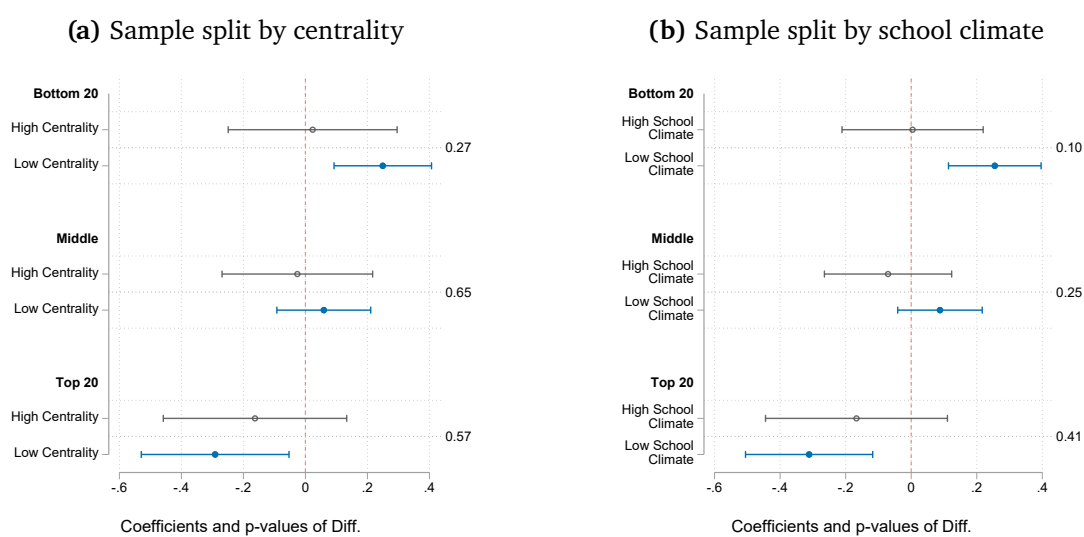 (a) Sample split by centrality
Bottom 20
High Centrality
0.27
Low Centrality
Middle
High Centrality
0.65
Low Centrality
Top 20
High Centrality
0.57
Low Centrality
-.6 -.4 -.2 0 .2 .4
Coefficients and p-values of Diff.
(b) Sample split by school climate
Bottom 20
High School
Climate
0.10
Low School
Climate
Middle
High School
Climate
0.25
Low School
Climate
Top 20
High School
Climate
0.41
Low School
Climate
-.6 -.4 -.2 0 .2 .4
Coefficients and p-values of Diff.